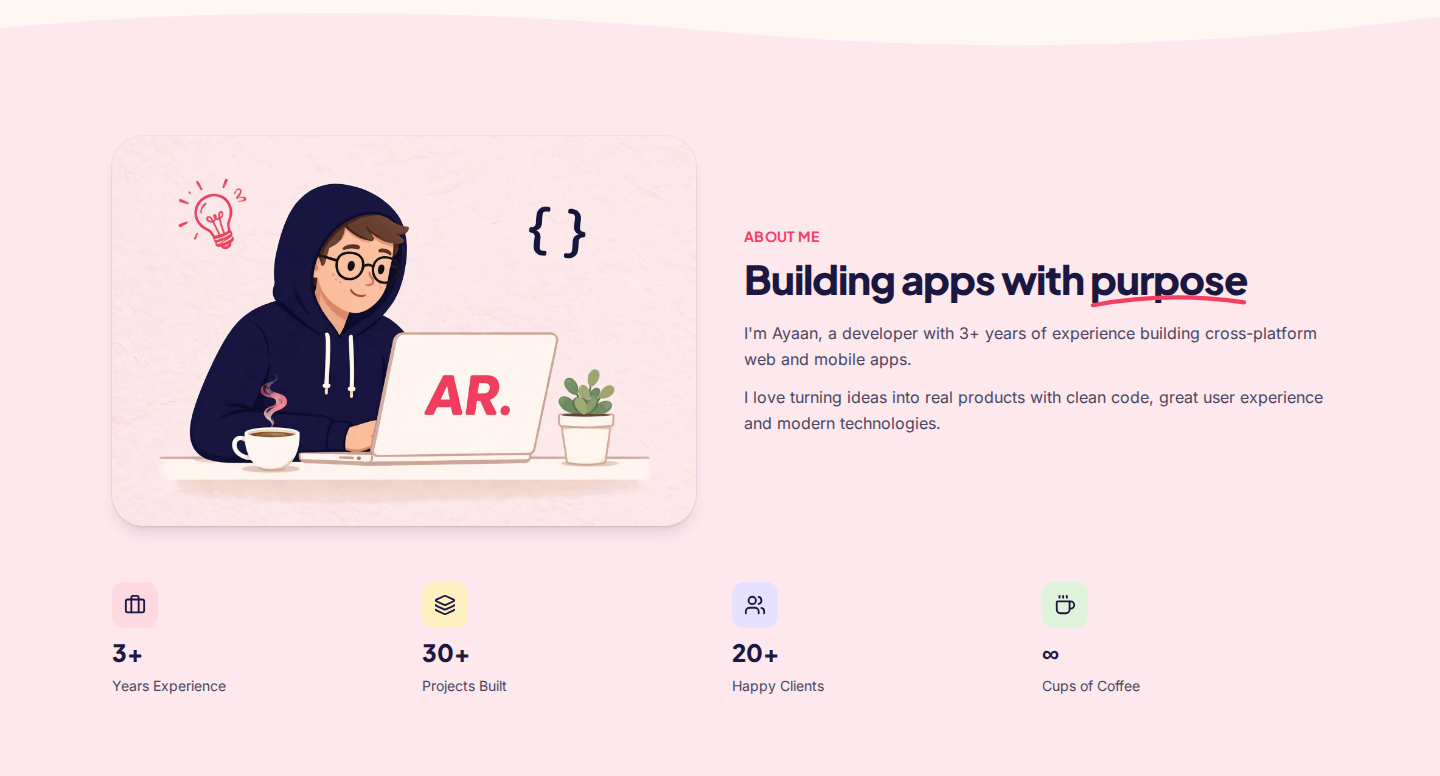 { }
AR.
ABOUT ME
Building apps with purpose
I'm Ayaan, a developer with 3+ years of experience building cross-platform
web and mobile apps.
I love turning ideas into real products with clean code, great user experience
and modern technologies.
3+
Years Experience
30+
Projects Built
20+
Happy Clients
∞
Cups of Coffee